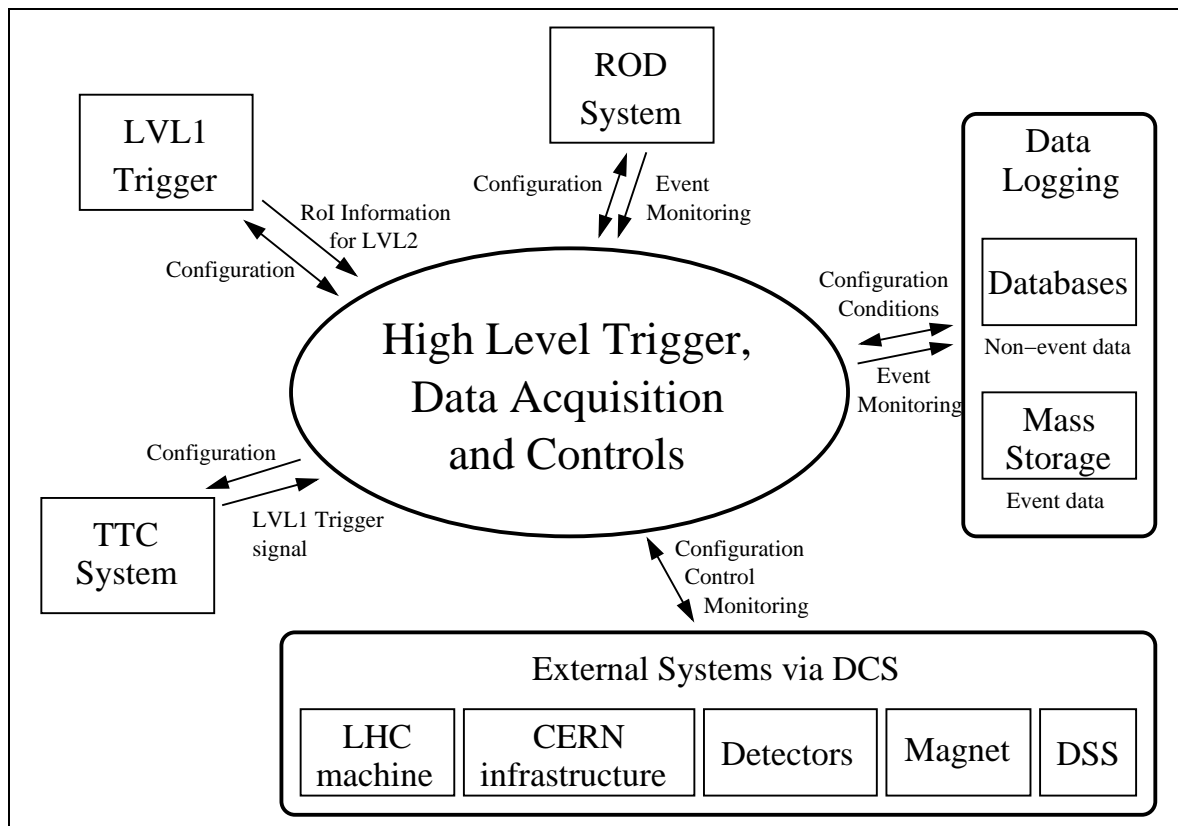 ROD
System
LVL1
Trigger
Data
Logging
Configuration
Event
Monitoring
RoI Information
for LVL2
Configuration
Configuration
Conditions
Databases
Non−event data
High Level Trigger,
Data Acquisition
and Controls
Event
Monitoring
Mass
Storage
Event data
Configuration
LVL1 Trigger
signal
TTC
System
Configuration
Control
Monitoring
External Systems via DCS
LHC
machine
CERN
infrastructure
Detectors
Magnet
DSS